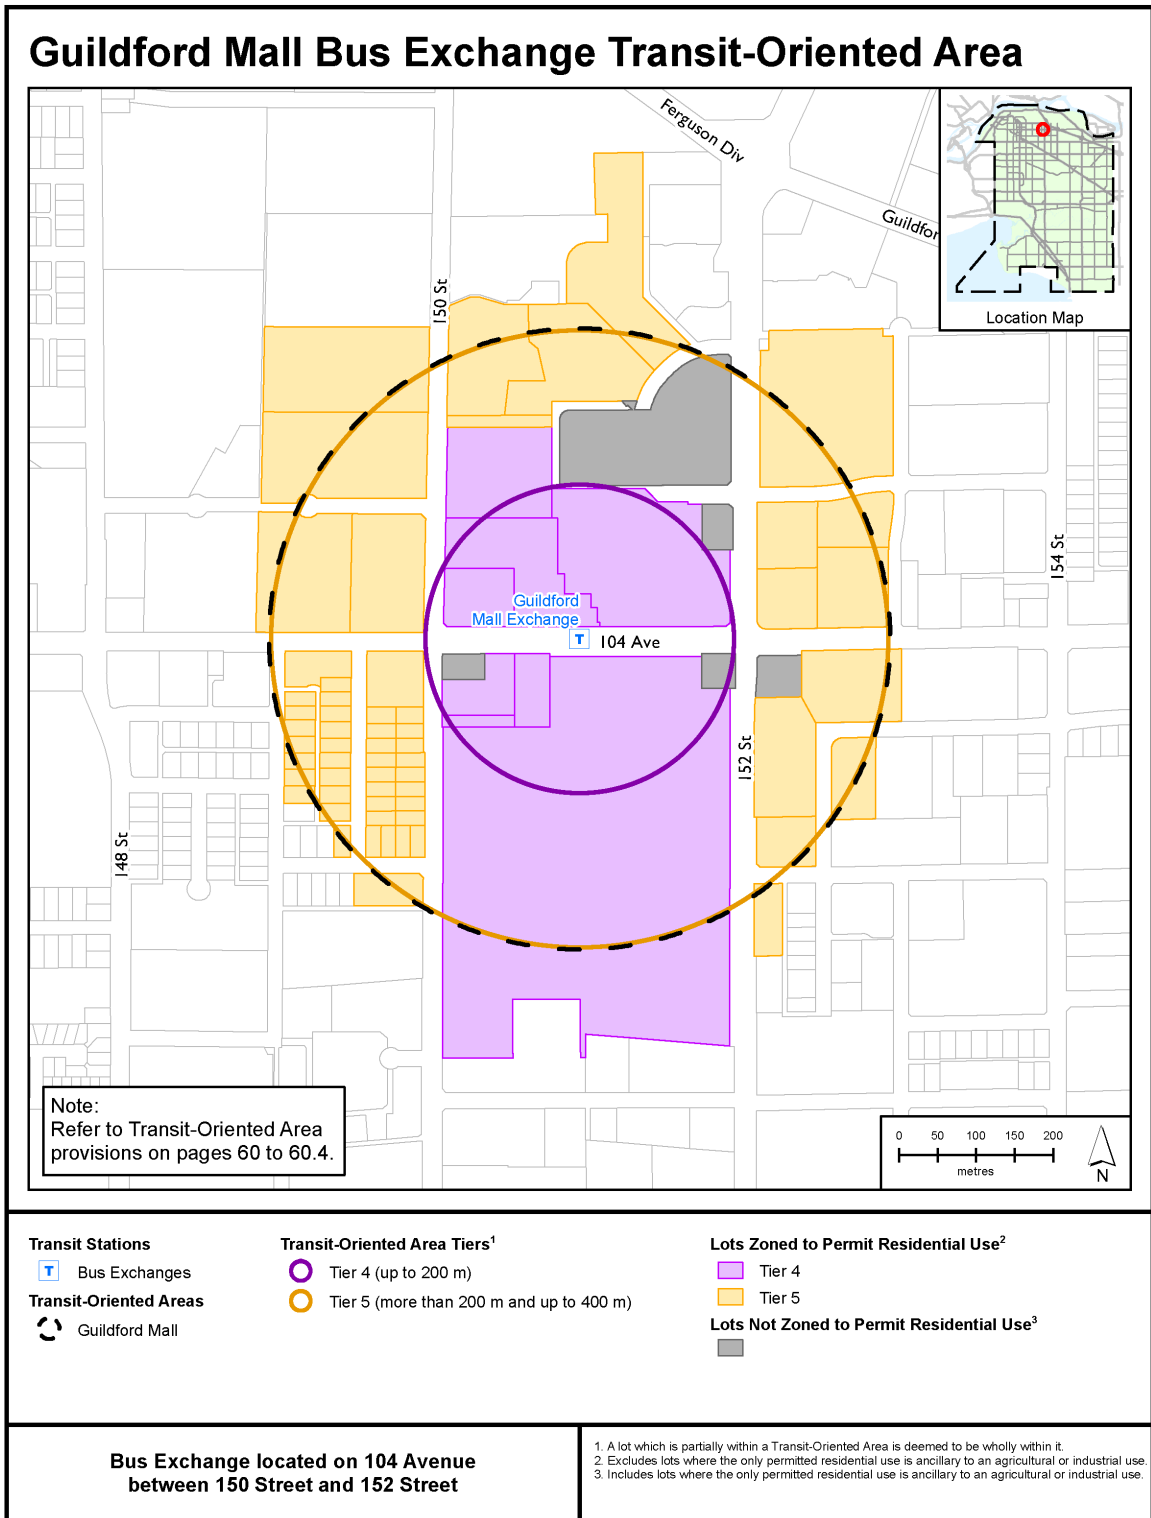 Guildford Mall Bus Exchange Transit-Oriented Area
Ferguson Div
Guildfor
Location Map
150 St
154 St
Guildford
Mall Exchange
T
104 Ave
152 St
148 St
Note:
Refer to Transit-Oriented Area
provisions on pages 60 to 60.4.
0 50 100 150 200
metres
N
Transit Stations
T Bus Exchanges
Transit-Oriented Areas
Guildford Mall
Transit-Oriented Area Tiers1
Tier 4 (up to 200 m)
Tier 5 (more than 200 m and up to 400 m)
Lots Zoned to Permit Residential Use2
Tier 4
Tier 5
Lots Not Zoned to Permit Residential Use3
Bus Exchange located on 104 Avenue
between 150 Street and 152 Street
1. A lot which is partially within a Transit-Oriented Area is deemed to be wholly within it.
2. Excludes lots where the only permitted residential use is ancillary to an agricultural or industrial use.
3. Includes lots where the only permitted residential use is ancillary to an agricultural or industrial use.